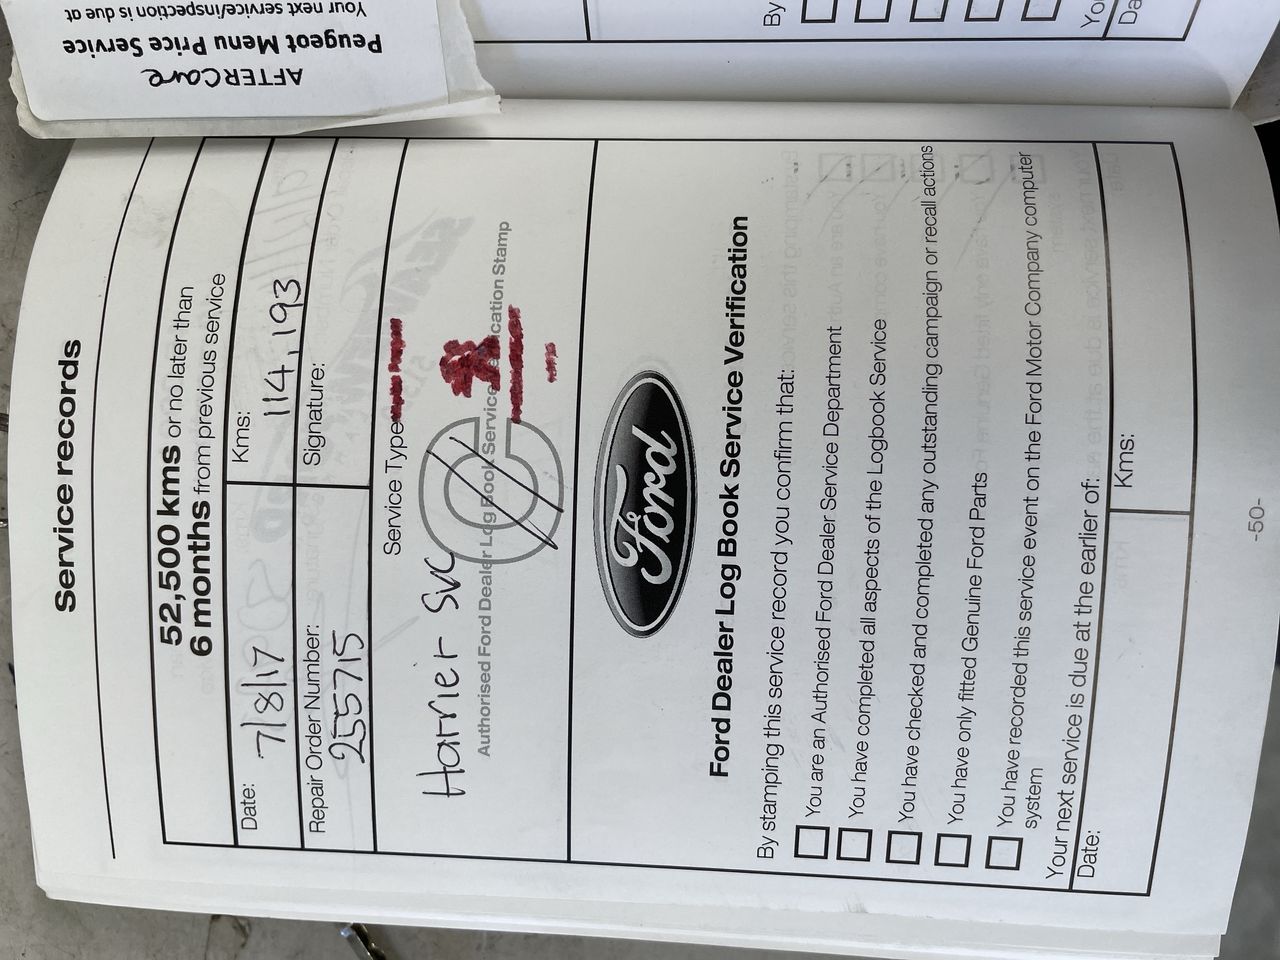 AFTERCare
Peugeot Menu Price Service
Your next service/inspection is due at
Service records
52,500 kms or no later than
6 months from previous service
Date: 7/8/17
Kms: 114,193
Repair Order Number: 255715
Signature:
Service Type
Harrier Svc
Authorised Ford Dealer Log Book Service Verification Stamp
Ford
Ford Dealer Log Book Service Verification
By stamping this service record you confirm that:
You are an Authorised Ford Dealer Service Department
You have completed all aspects of the Logbook Service
You have checked and completed any outstanding campaign or recall actions
You have only fitted Genuine Ford Parts
You have recorded this service event on the Ford Motor Company computer
system
Your next service is due at the earlier of:
Date:
Kms:
-50-
By
Yo
Da